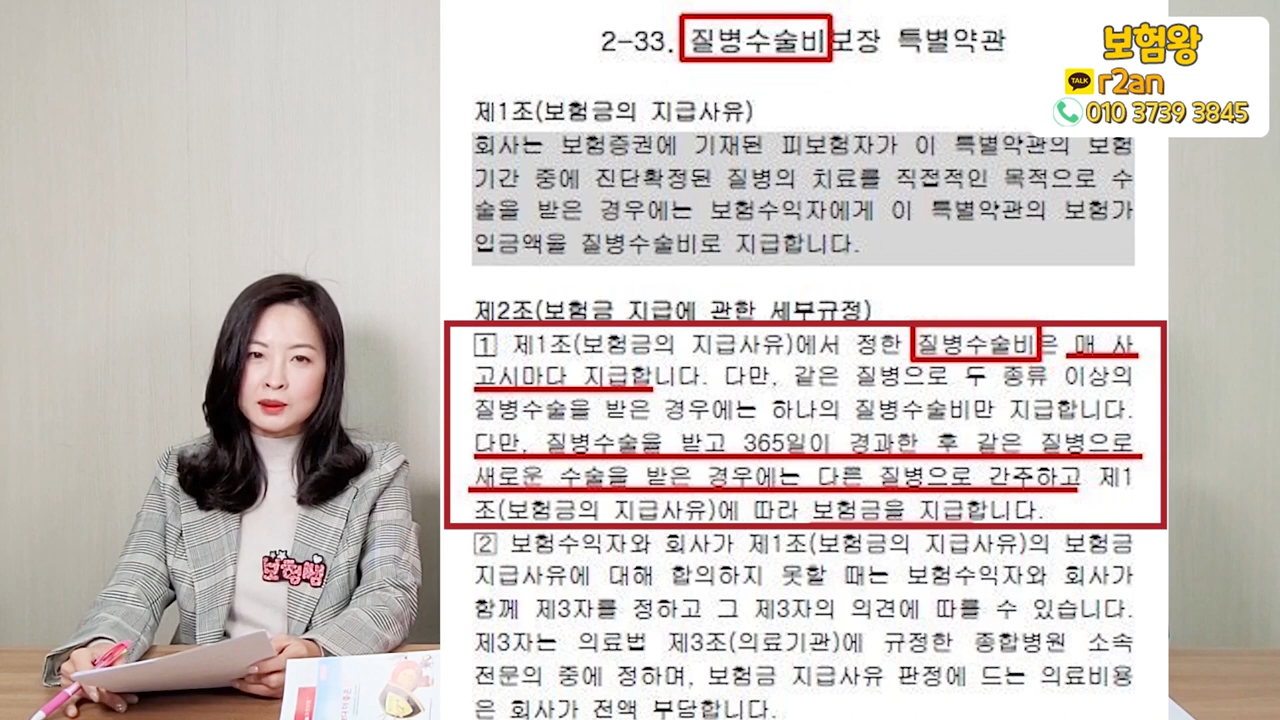 2-33. 질병수술비보장 특별약관
보험왕
TALK r2an
010 3739 3845
제1조(보험금의 지급사유)
회사는 보험증권에 기재된 피보험자가 이 특별약관의 보험
기간 중에 진단확정된 질병의 치료를 직접적인 목적으로 수
술을 받은 경우에는 보험수익자에게 이 특별약관의 보험가
입금액을 질병수술비로 지급합니다.
제2조(보험금 지급에 관한 세부규정)
1 제1조(보험금의 지급사유)에서 정한 질병수술비은 매 사
고시마다 지급합니다. 다만, 같은 질병으로 두 종류 이상의
질병수술을 받은 경우에는 하나의 질병수술비만 지급합니다.
다만, 질병수술을 받고 365일이 경과한 후 같은 질병으로
새로운 수술을 받은 경우에는 다른 질병으로 간주하고 제1
조(보험금의 지급사유)에 따라 보험금을 지급합니다.
2 보험수익자와 회사가 제1조(보험금의 지급사유)의 보험금
지급사유에 대해 합의하지 못할 때는 보험수익자와 회사가
함께 제3자를 정하고 그 제3자의 의견에 따를 수 있습니다.
제3자는 의료법 제3조(의료기관)에 규정한 종합병원 소속
전문의 중에 정하며, 보험금 지급사유 판정에 드는 의료비용
은 회사가 전액 부담합니다.
보험쌤